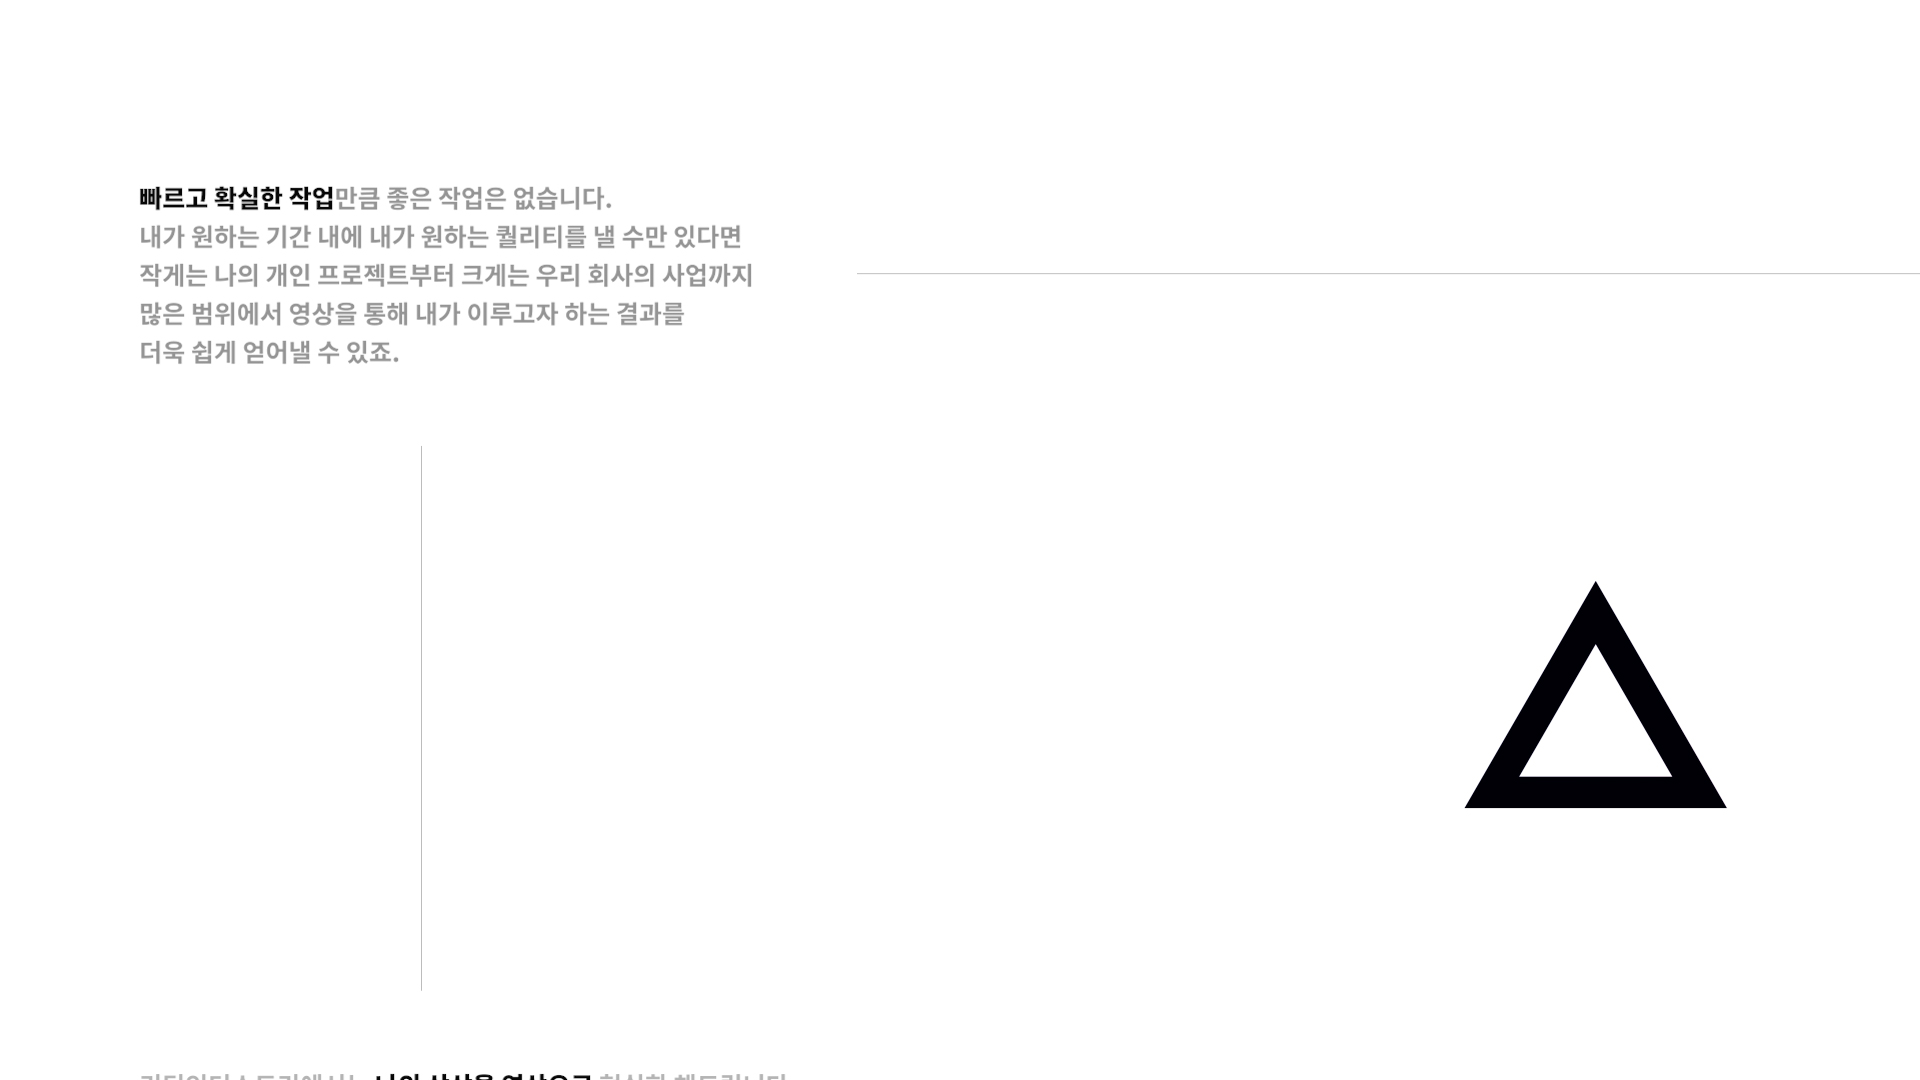 빠르고 확실한 작업만큼 좋은 작업은 없습니다.
내가 원하는 기간 내에 내가 원하는 퀄리티를 낼 수만 있다면
작게는 나의 개인 프로젝트부터 크게는 우리 회사의 사업까지
많은 범위에서 영상을 통해 내가 이루고자 하는 결과를
더욱 쉽게 얻어낼 수 있죠.